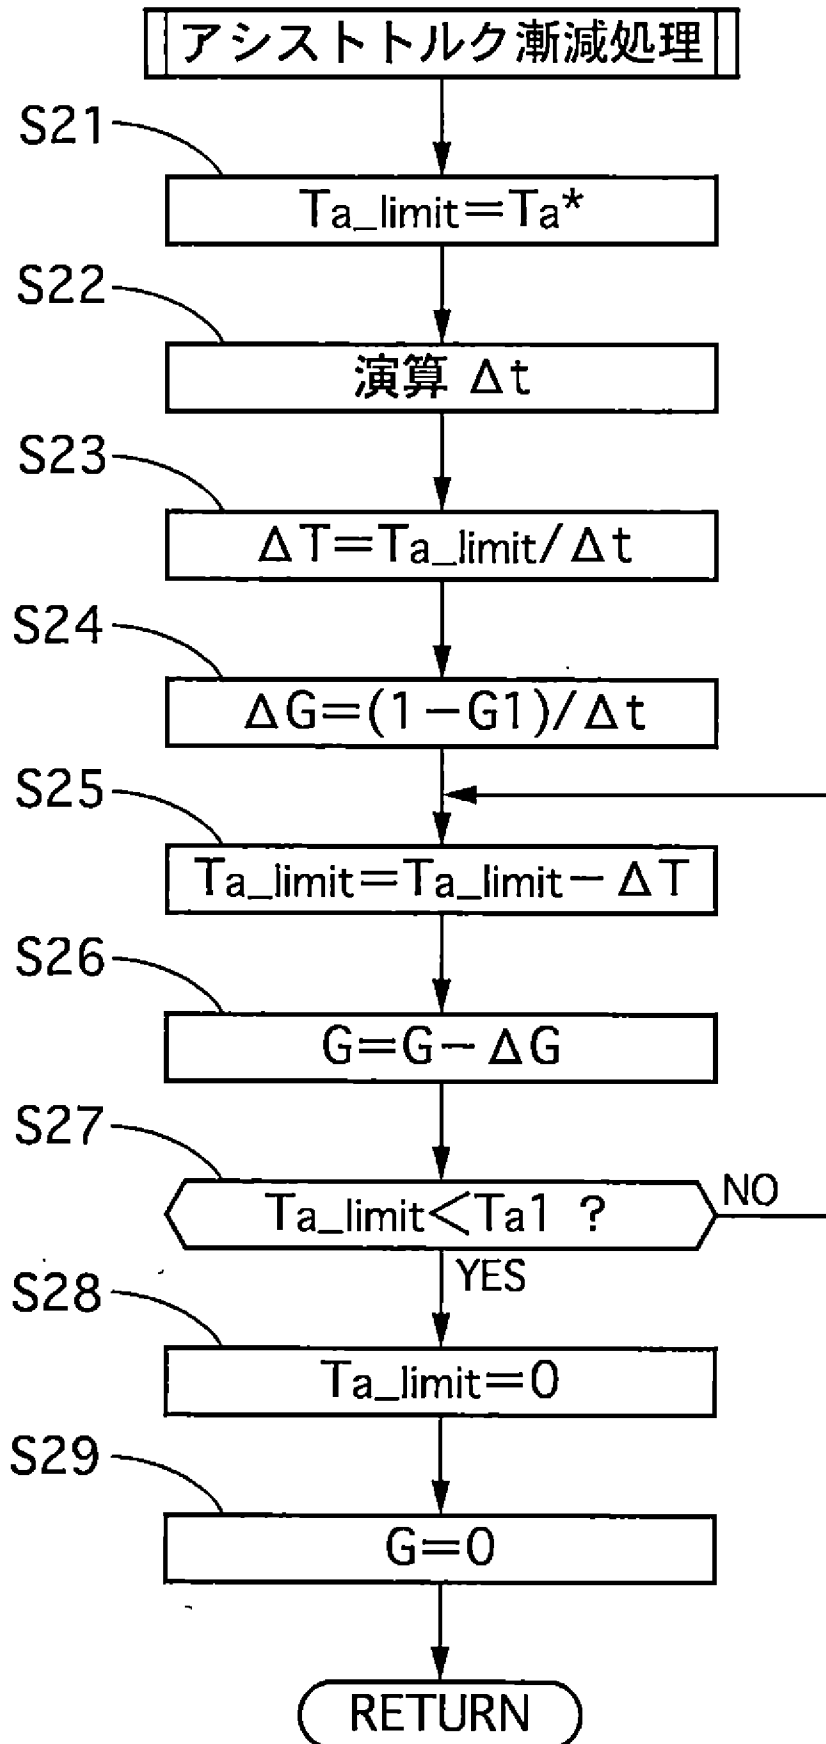 アシストトルク漸減処理
S21
Ta_limit=Ta*
S22
演算 Δt
S23
ΔT=Ta_limit/Δt
S24
ΔG=(1-G1)/Δt
S25
Ta_limit=Ta_limit-ΔT
S26
G=G-ΔG
S27
Ta_limit<Ta1 ?
NO
YES
S28
Ta_limit=0
S29
G=0
RETURN